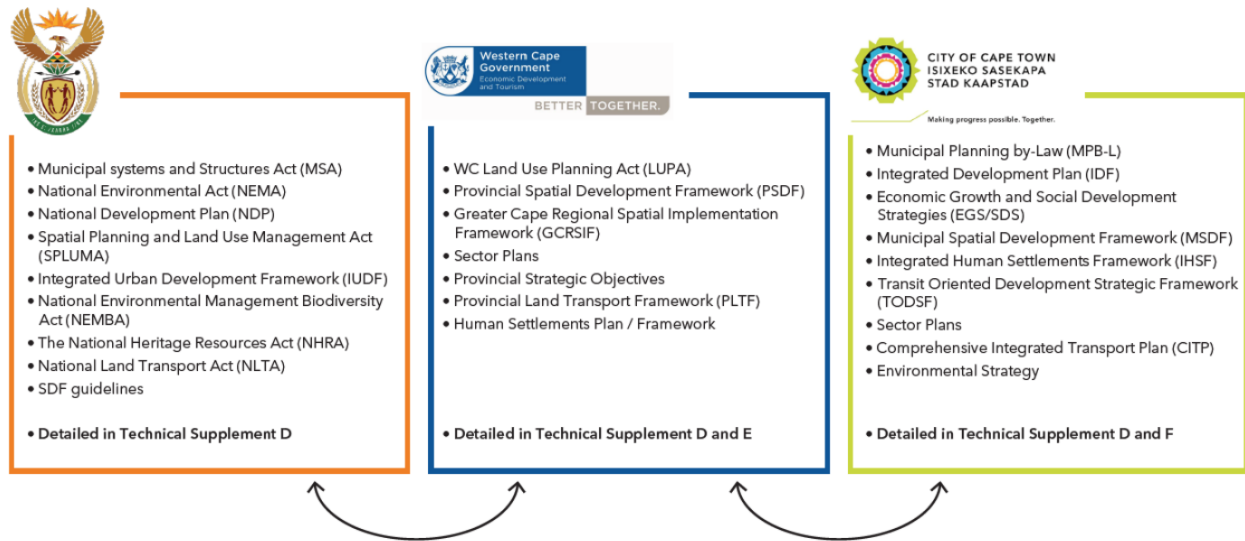 Western Cape
Government
Economic Development
and Tourism
BETTER TOGETHER.
CITY OF CAPE TOWN
ISIXEKO SASEKAPA
STAD KAAPSTAD
Making progress possible. Together.
• Municipal systems and Structures Act (MSA)
• National Environmental Act (NEMA)
• National Development Plan (NDP)
• Spatial Planning and Land Use Management Act
(SPLUMA)
• Integrated Urban Development Framework (IUDF)
• National Environmental Management Biodiversity
Act (NEMBA)
• The National Heritage Resources Act (NHRA)
• National Land Transport Act (NLTA)
• SDF guidelines
• Detailed in Technical Supplement D
• WC Land Use Planning Act (LUPA)
• Provincial Spatial Development Framework (PSDF)
• Greater Cape Regional Spatial Implementation
Framework (GCRSIF)
• Sector Plans
• Provincial Strategic Objectives
• Provincial Land Transport Framework (PLTF)
• Human Settlements Plan / Framework
• Detailed in Technical Supplement D and E
• Municipal Planning by-Law (MPB-L)
• Integrated Development Plan (IDF)
• Economic Growth and Social Development
Strategies (EGS/SDS)
• Municipal Spatial Development Framework (MSDF)
• Integrated Human Settlements Framework (IHSF)
• Transit Oriented Development Strategic Framework
(TODSF)
• Sector Plans
• Comprehensive Integrated Transport Plan (CITP)
• Environmental Strategy
• Detailed in Technical Supplement D and F